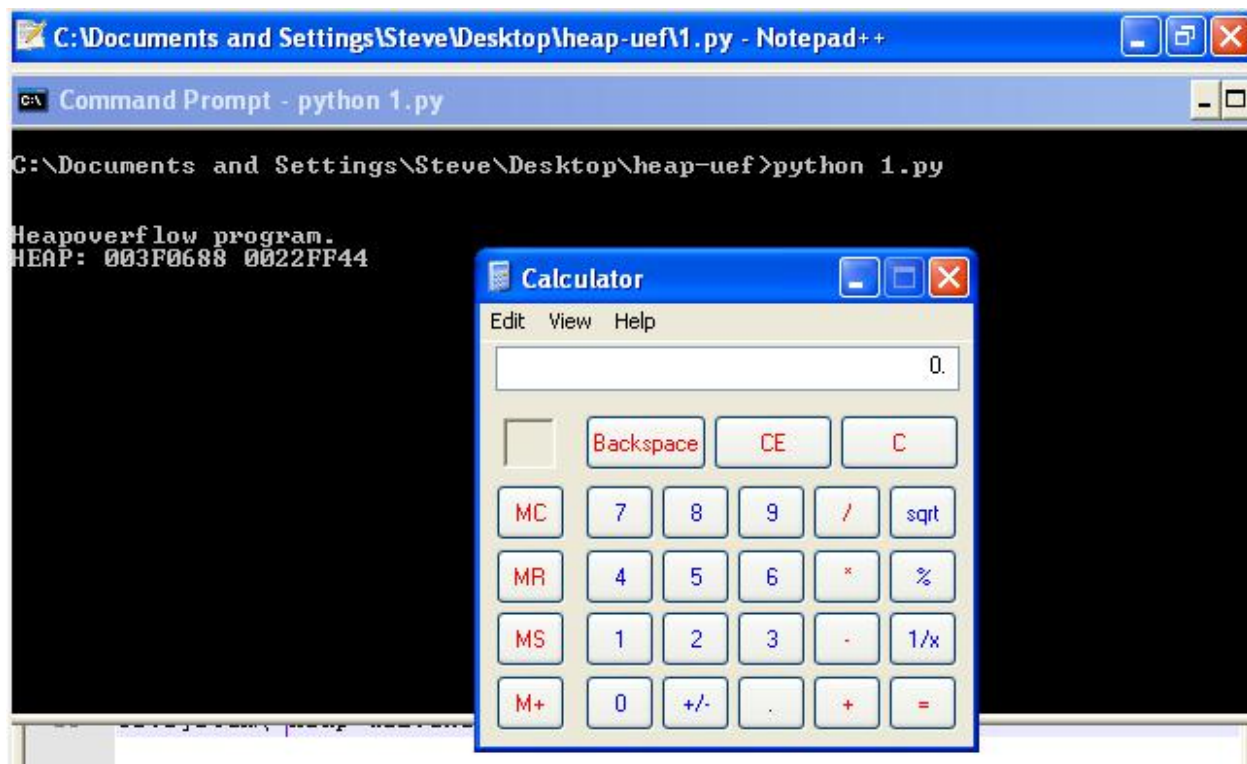 C:\Documents and Settings\Steve\Desktop\heap-uef\1.py - Notepad++
Command Prompt - python 1.py
C:\Documents and Settings\Steve\Desktop\heap-uef>python 1.py
Heapoverflow program.
HEAP: 003F0688 0022FF44
Calculator
Edit View Help
0.
Backspace CE C
MC 7 8 9 / sqrt
MR 4 5 6 * %
MS 1 2 3 - 1/x
M+ 0 +/- . + =